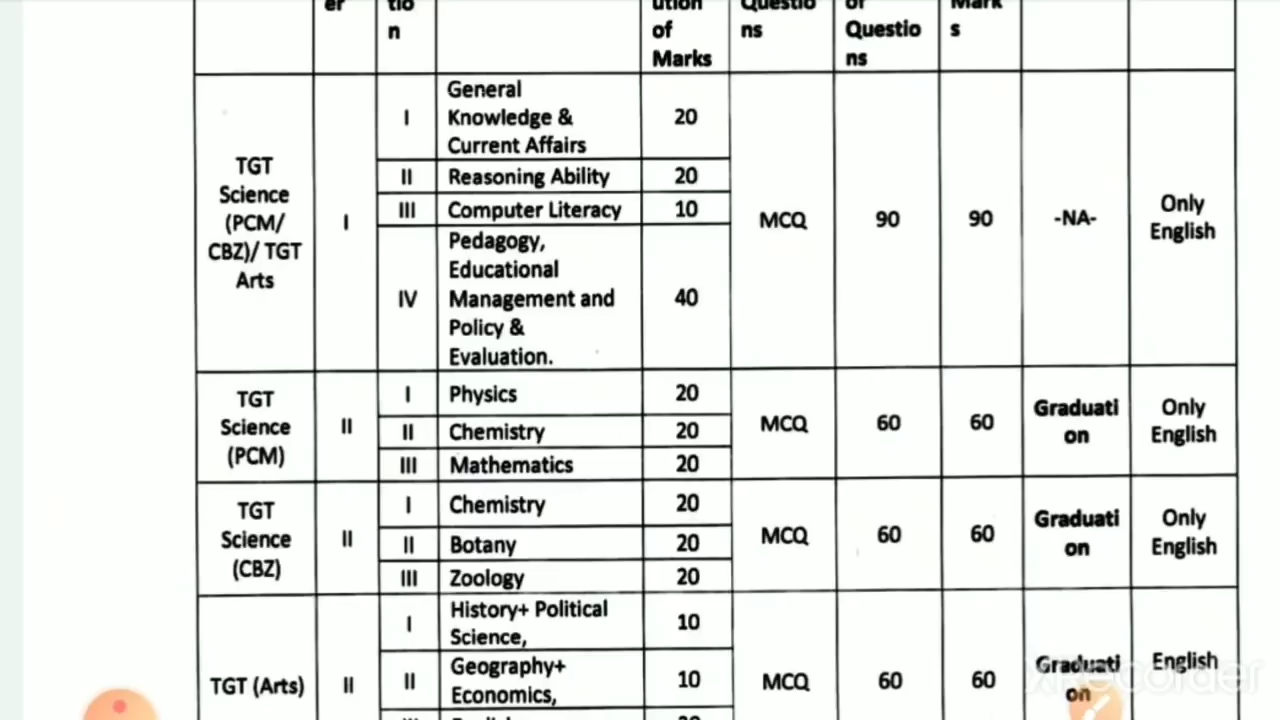 er
tio
n
ution
of
Marks
Questio
ns
of
Questio
ns
Mark
s
TGT
Science
(PCM/
CBZ)/ TGT
Arts
I
I
General
Knowledge &
Current Affairs
20
II
Reasoning Ability
20
III
Computer Literacy
10
IV
Pedagogy,
Educational
Management and
Policy &
Evaluation.
40
MCQ
90
90
-NA-
Only
English
TGT
Science
(PCM)
II
I
Physics
20
II
Chemistry
20
III
Mathematics
20
MCQ
60
60
Graduati
on
Only
English
TGT
Science
(CBZ)
II
I
Chemistry
20
II
Botany
20
III
Zoology
20
MCQ
60
60
Graduati
on
Only
English
TGT (Arts)
II
I
History+ Political
Science,
10
II
Geography+
Economics,
10
MCQ
60
60
Graduati
on
English
XRecorder